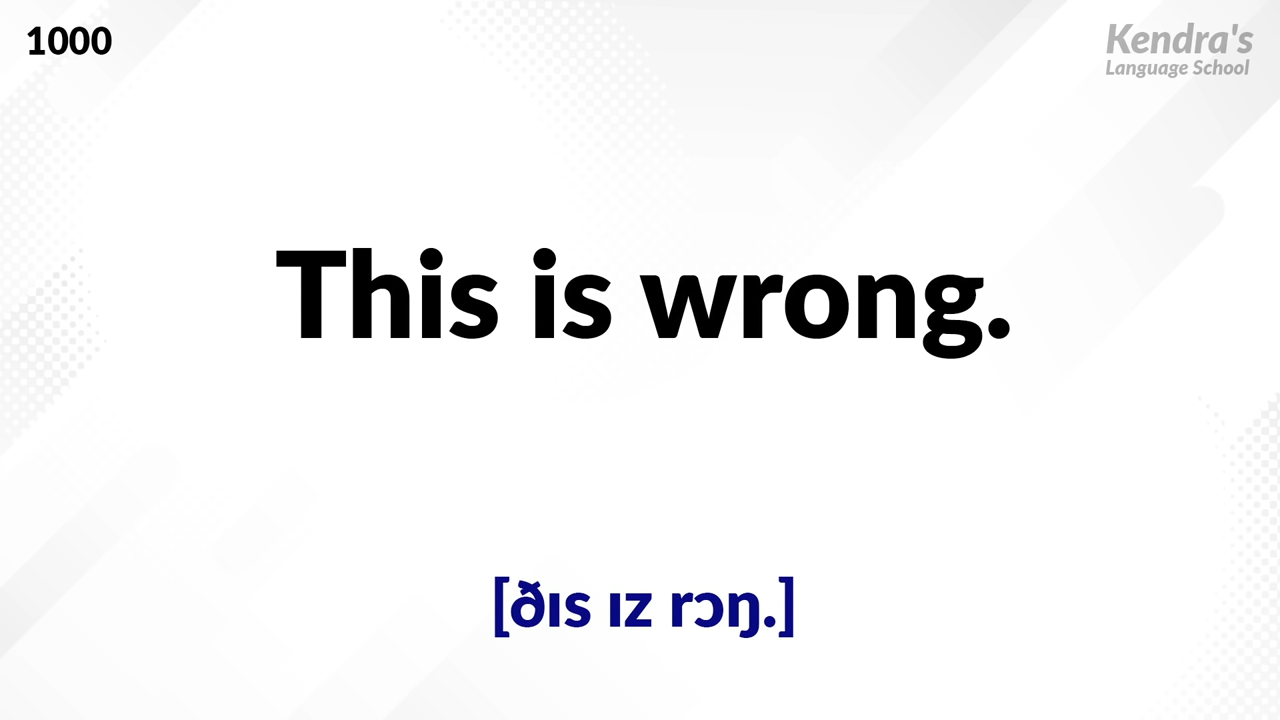 1000
Kendra's
Language School
This is wrong.
[ðɪs ɪz rɔŋ.]